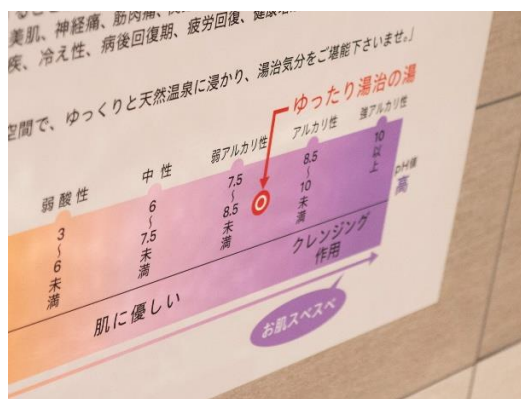 美肌、神経痛、筋肉痛、
疾、冷え性、病後回復期、疲労回復、健康増
空間で、ゆっくりと天然温泉に浸かり、湯治気分をご堪能下さいませ。」
ゆったり湯治の湯
弱酸性
中性
弱アルカリ性
アルカリ性
強アルカリ性
3〜6未満
6〜7.5未満
7.5〜8.5未満
8.5〜10未満
10以上
pH値
高
肌に優しい
クレンジング
作用
お肌スベスベ